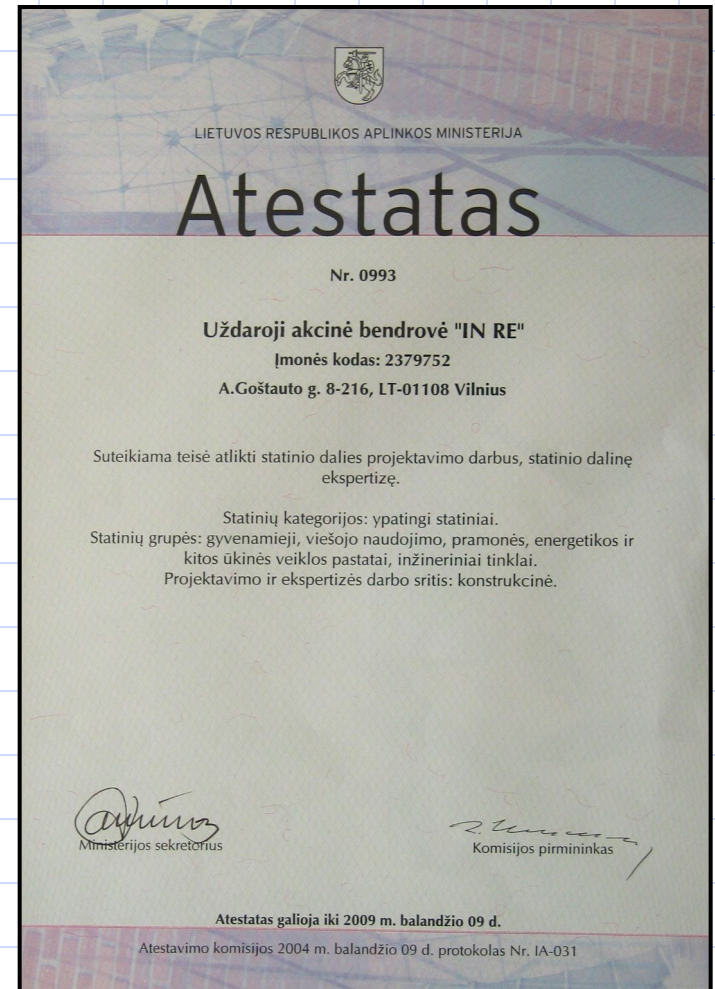 LIETUVOS RESPUBLIKOS APLINKOS MINISTERIJA
Atestatas
Nr. 0993
Uždaroji akcinė bendrovė "IN RE"
Įmonės kodas: 2379752
A.Goštauto g. 8-216, LT-01108 Vilnius
Suteikiama teisė atlikti statinio dalies projektavimo darbus, statinio dalinę
ekspertizę.
Statinių kategorijos: ypatingi statiniai.
Statinių grupės: gyvenamieji, viešojo naudojimo, pramonės, energetikos ir
kitos ūkinės veiklos pastatai, inžineriniai tinklai.
Projektavimo ir ekspertizės darbo sritis: konstrukcinė.
Ministerijos sekretorius
Komisijos pirmininkas
Atestatas galioja iki 2009 m. balandžio 09 d.
Atestavimo komisijos 2004 m. balandžio 09 d. protokolas Nr. IA-031